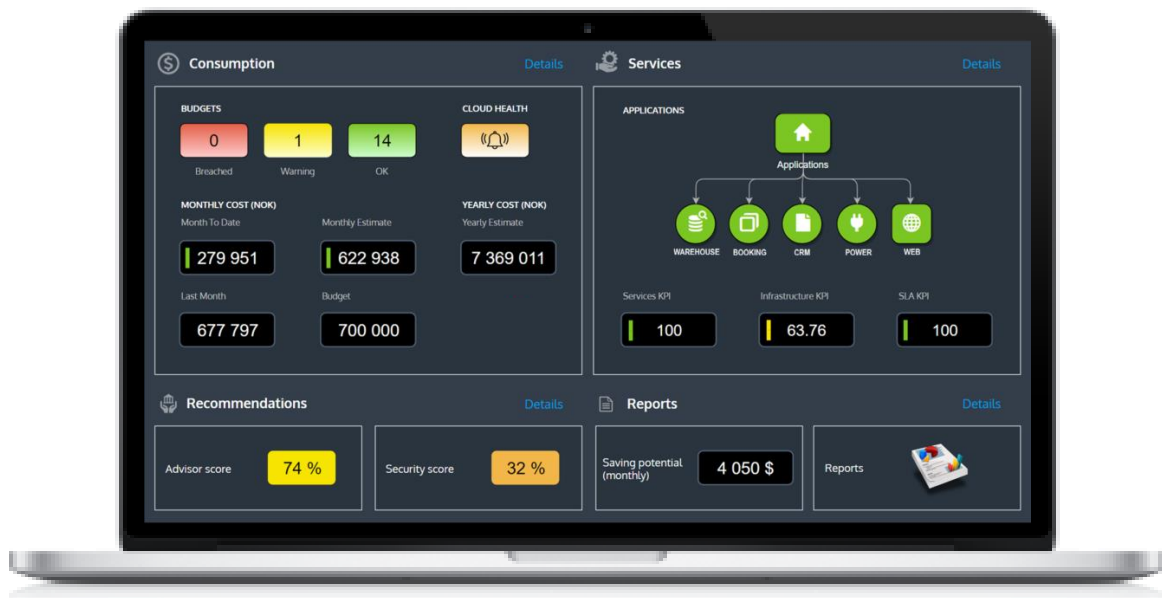 Consumption
Details
BUDGETS
CLOUD HEALTH
0
1
14
Breached
Warning
OK
MONTHLY COST (NOK)
YEARLY COST (NOK)
Month To Date
Monthly Estimate
Yearly Estimate
279 951
622 938
7 369 011
Last Month
Budget
677 797
700 000
Services
Details
APPLICATIONS
Applications
WAREHOUSE
BOOKING
CRM
POWER
WEB
Services KPI
Infrastructure KPI
SLA KPI
100
63.76
100
Recommendations
Details
Advisor score
74 %
Security score
32 %
Reports
Details
Saving potential
(monthly)
4 050 $
Reports